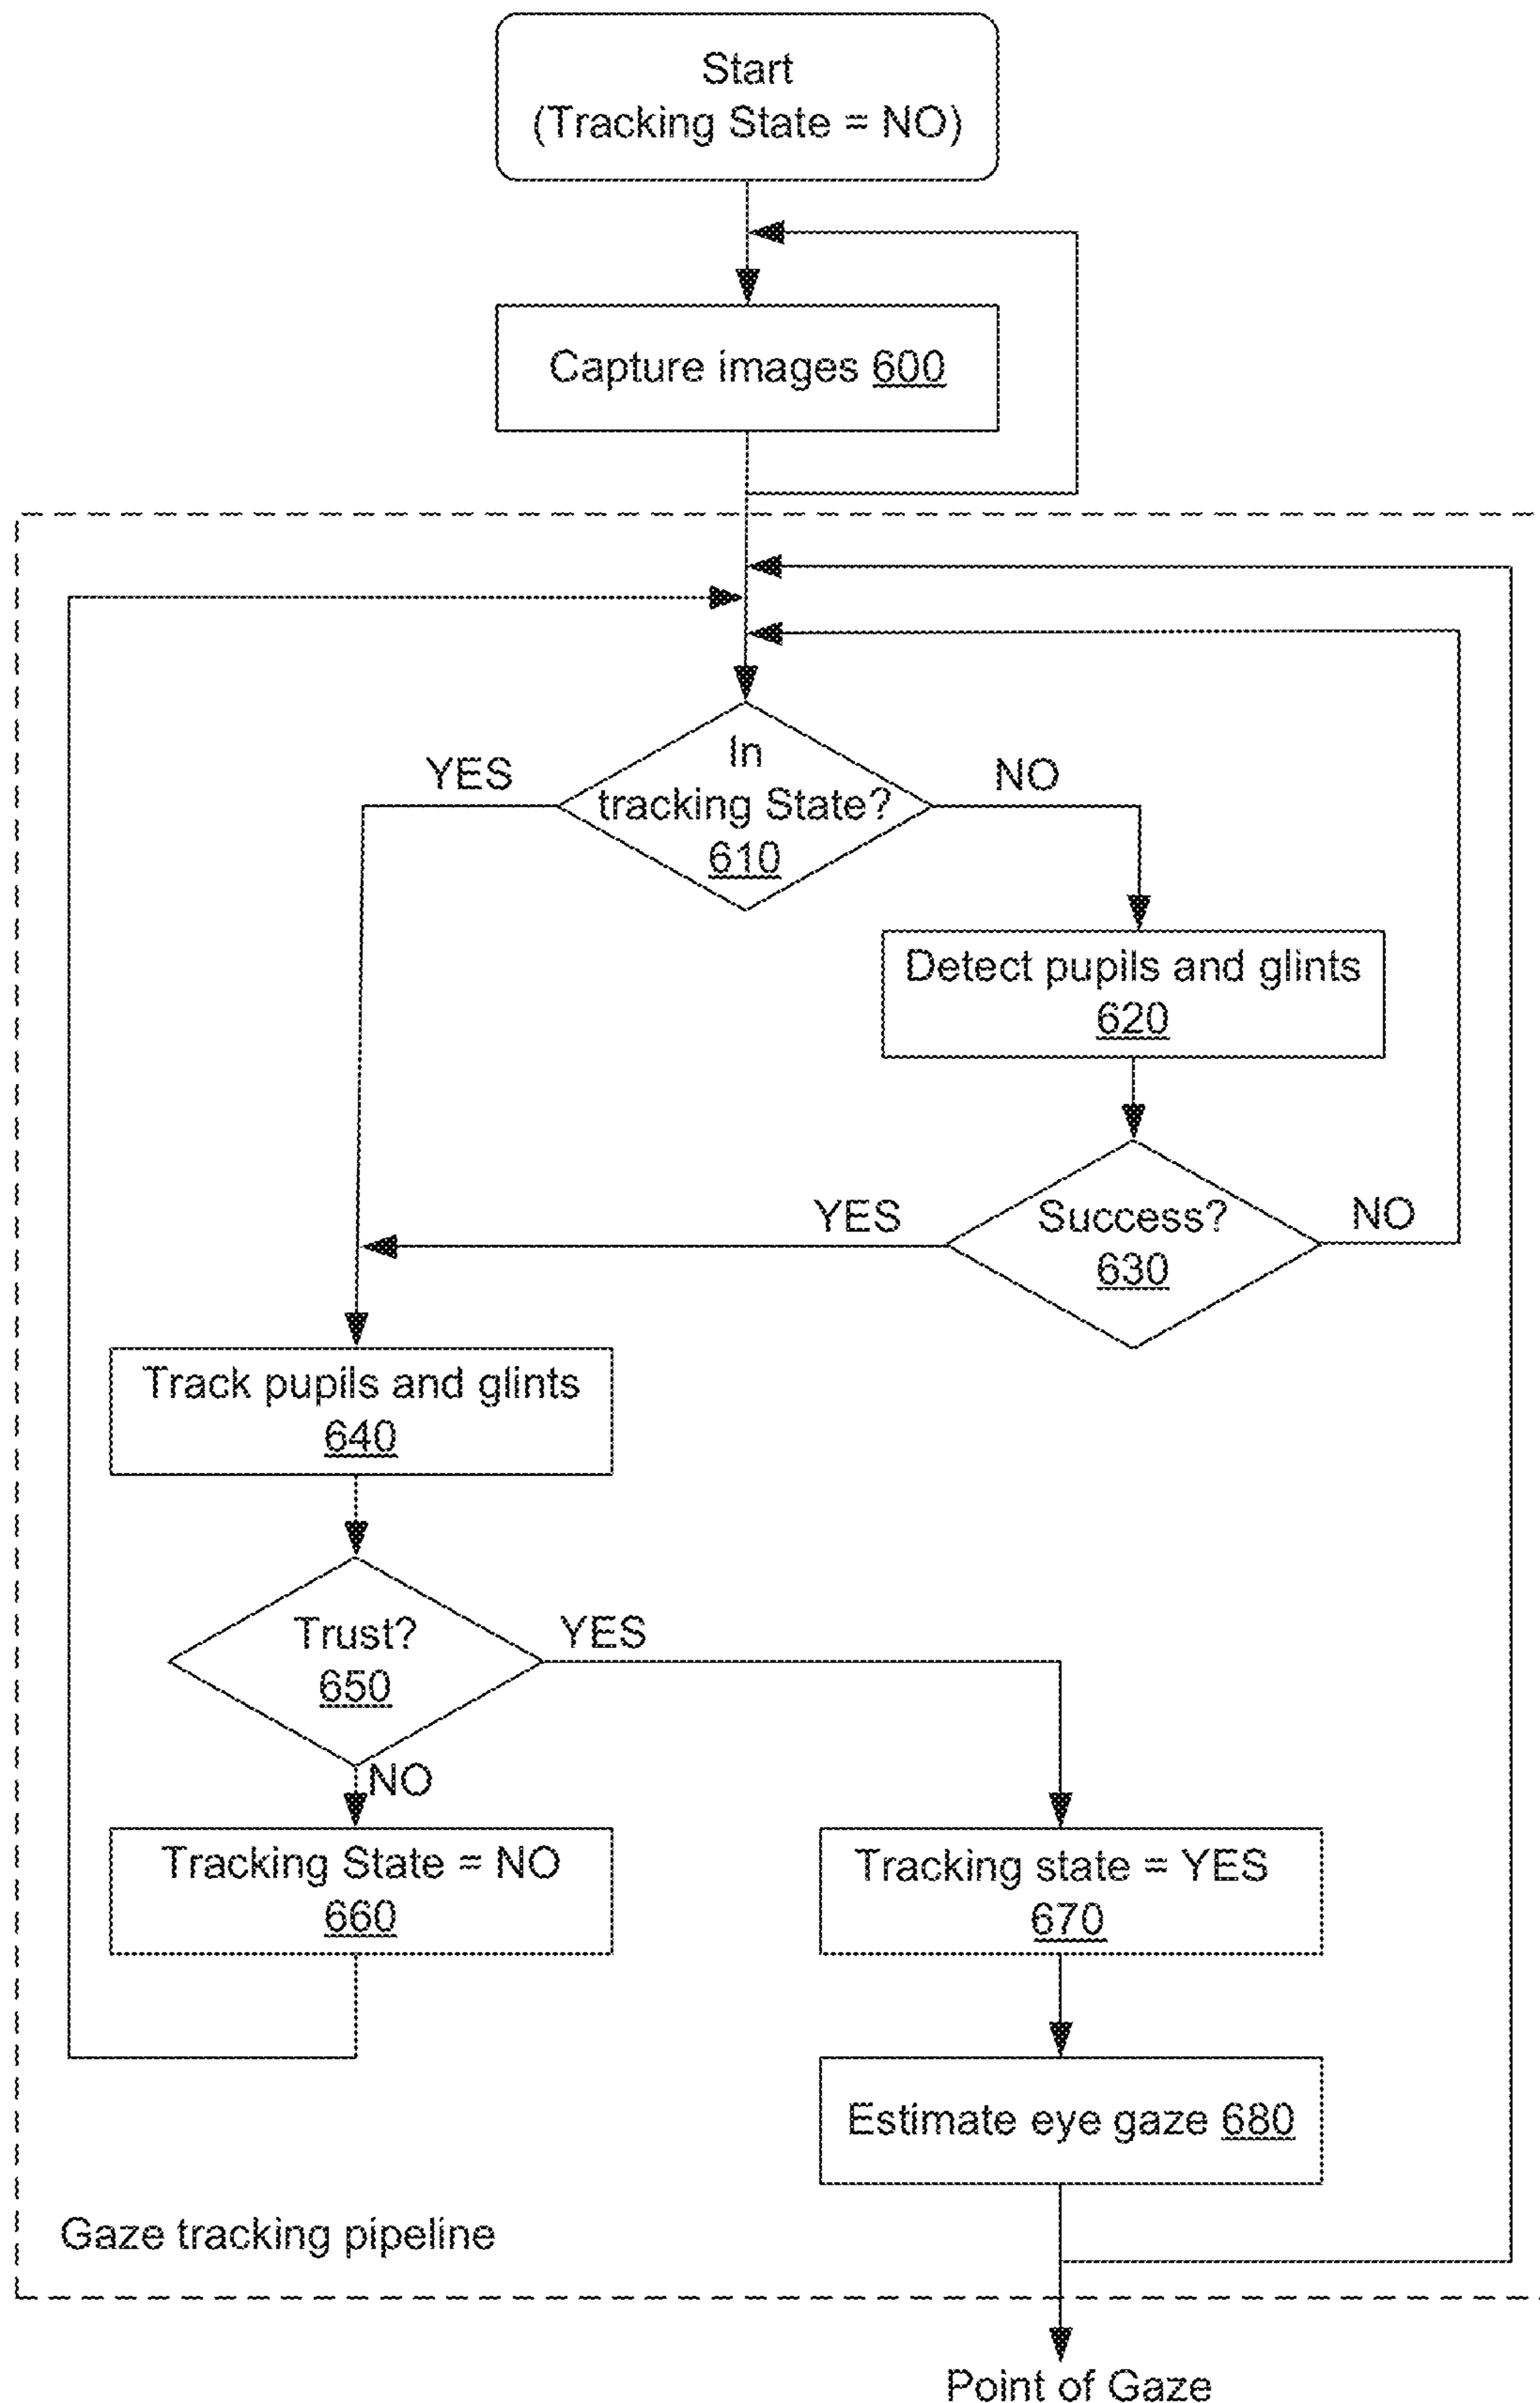 Start
(Tracking State = NO)
Capture images 600
In
tracking State?
610
YES
NO
Detect pupils and glints
620
Success?
630
YES
NO
Track pupils and glints
640
Trust?
650
YES
NO
Tracking State = NO
660
Tracking state = YES
670
Estimate eye gaze 680
Gaze tracking pipeline
Point of Gaze